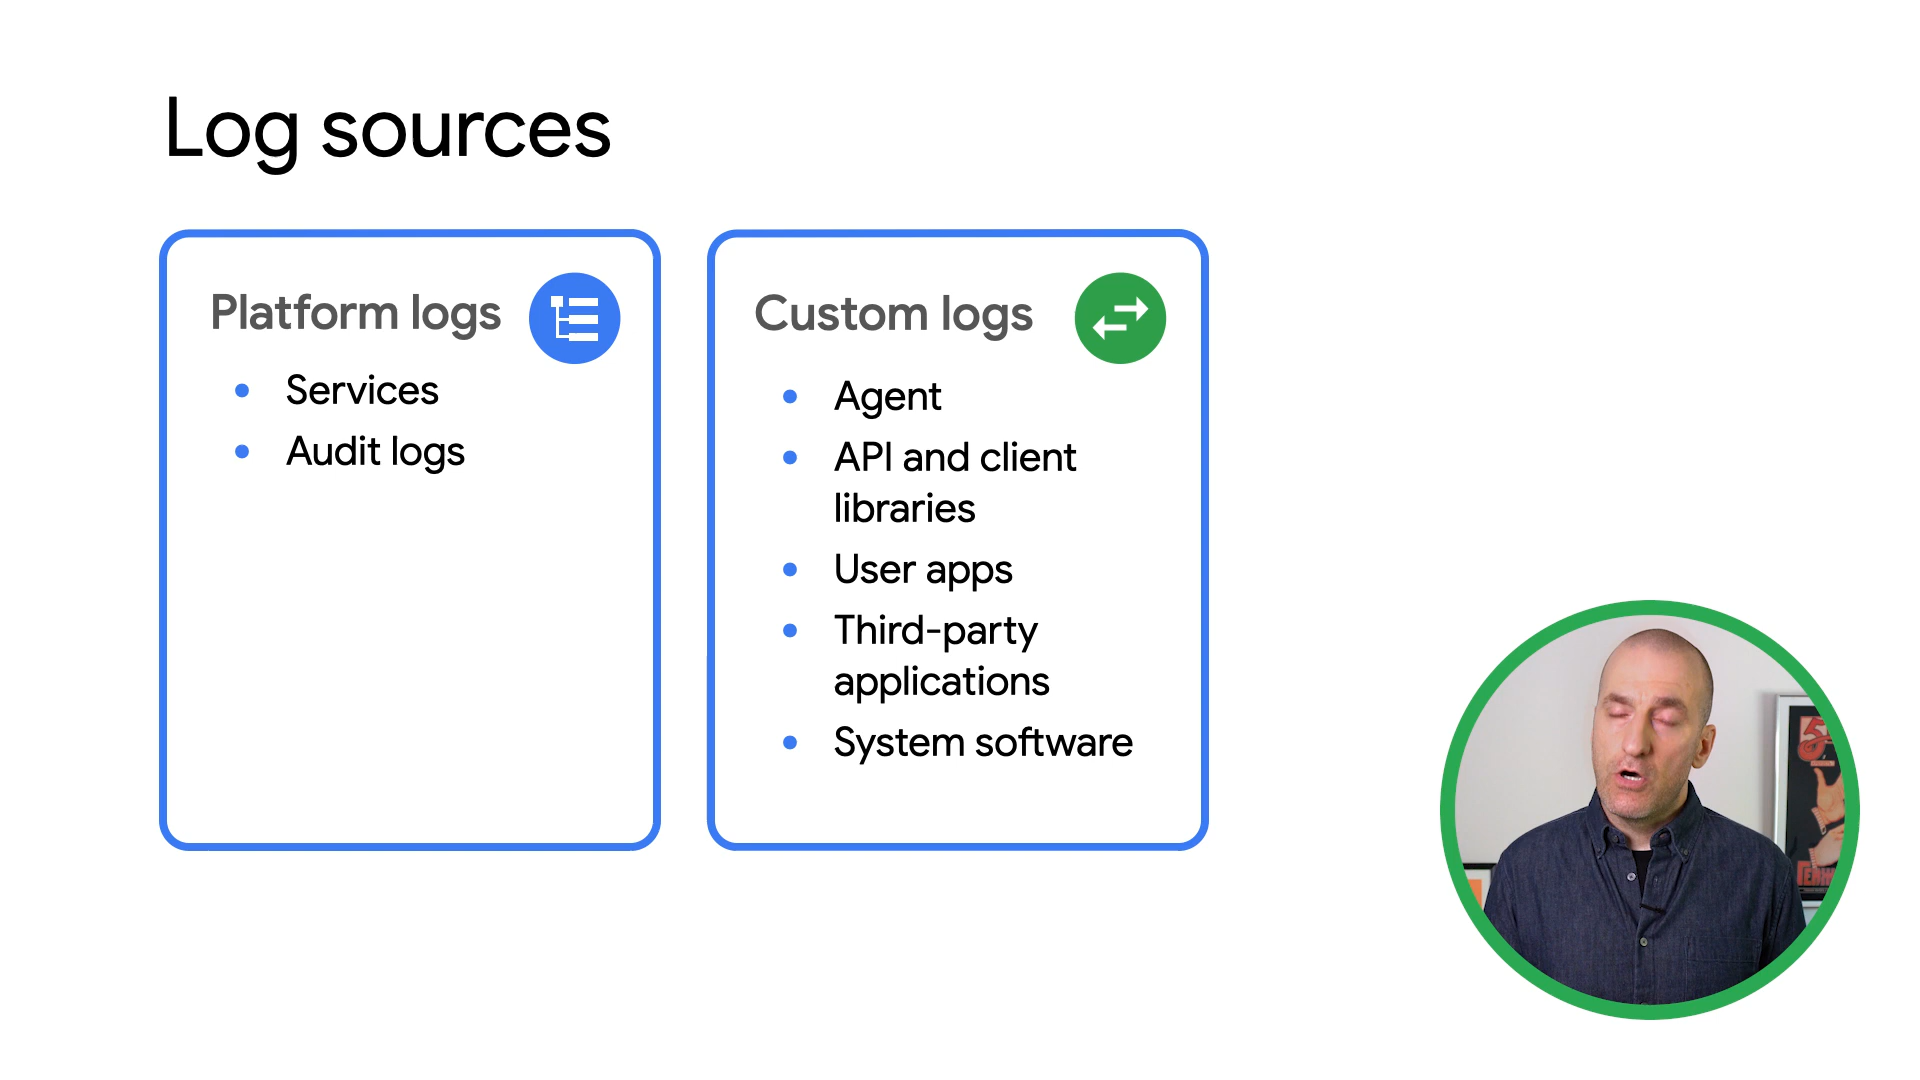 Log sources
Platform logs
Services
Audit logs
Custom logs
Agent
API and client
libraries
User apps
Third-party
applications
System software